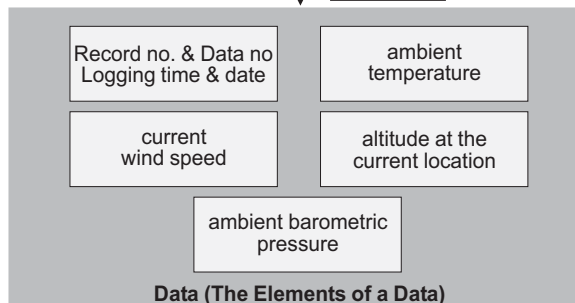 Record no. & Data no
Logging time & date
ambient
temperature
current
wind speed
altitude at the
current location
ambient barometric
pressure
Data (The Elements of a Data)